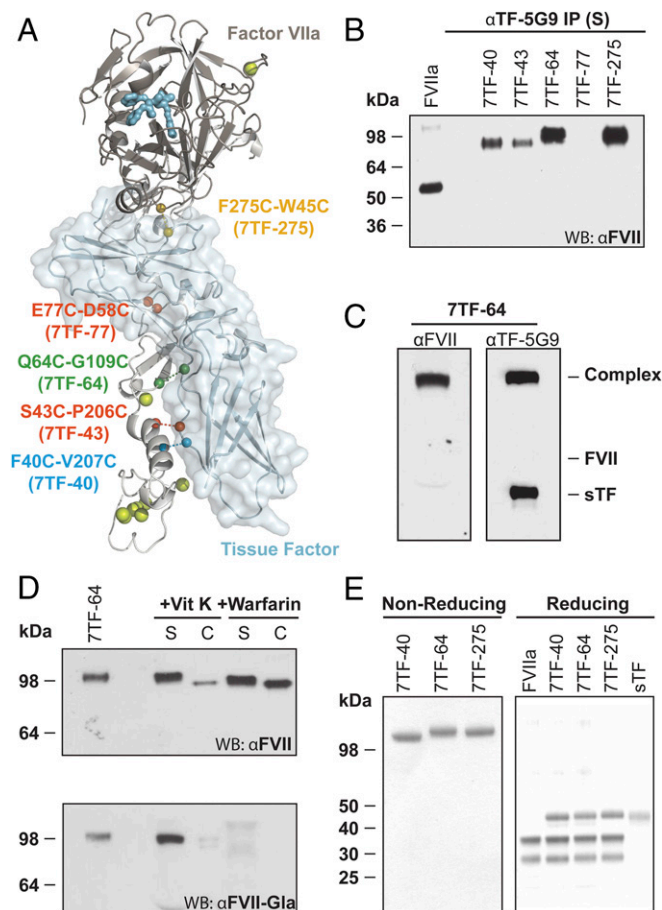 A
Factor VIIa
F275C-W45C
(7TF-275)
E77C-D58C
(7TF-77)
Q64C-G109C
(7TF-64)
S43C-P206C
(7TF-43)
F40C-V207C
(7TF-40)
Tissue Factor
B
αTF-5G9 IP (S)
FVIIa
7TF-40
7TF-43
7TF-64
7TF-77
7TF-275
kDa
98
64
50
36
WB: αFVII
C
7TF-64
αFVII
αTF-5G9
Complex
FVII
sTF
D
7TF-64
+Vit K
+Warfarin
S
C
S
C
kDa
98
64
WB: αFVII
98
64
WB: αFVII-Gla
E
Non-Reducing
Reducing
7TF-40
7TF-64
7TF-275
FVIIa
7TF-40
7TF-64
7TF-275
sTF
kDa
98
kDa
50
40
30
25